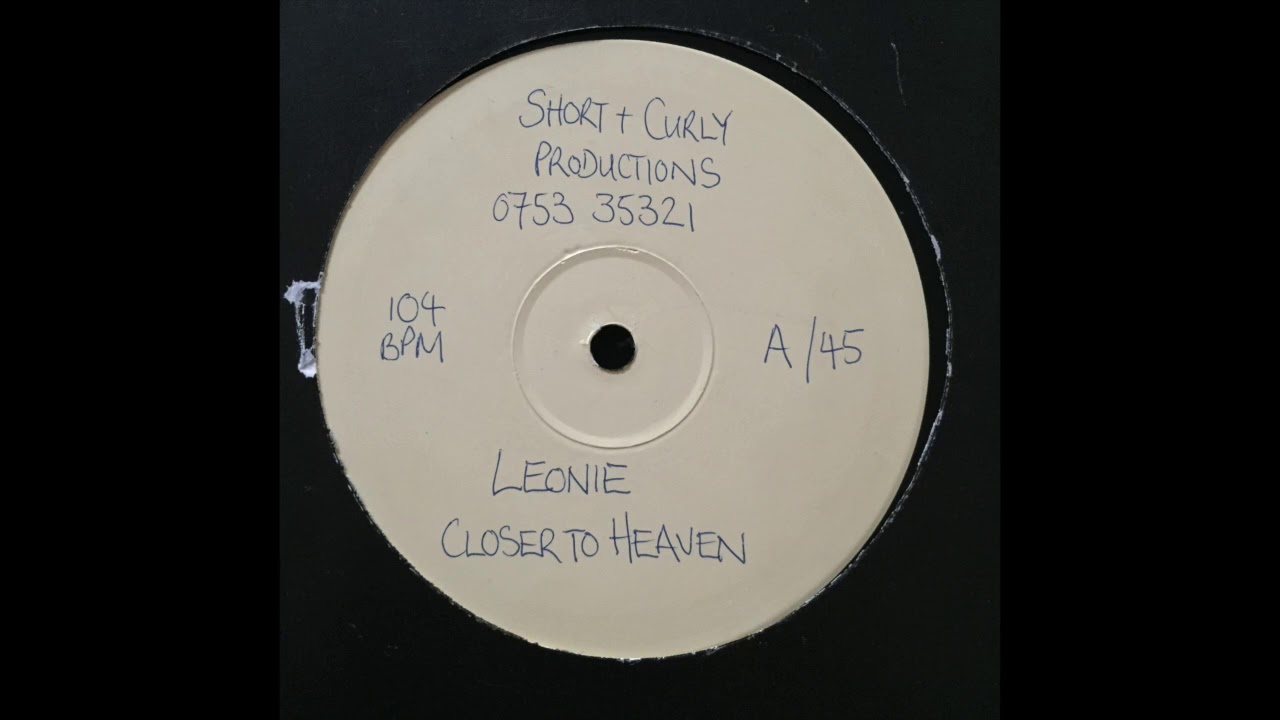 SHORT + CURLY
PRODUCTIONS
0753 35321
104
BPM
A/45
LEONIE
CLOSER TO HEAVEN